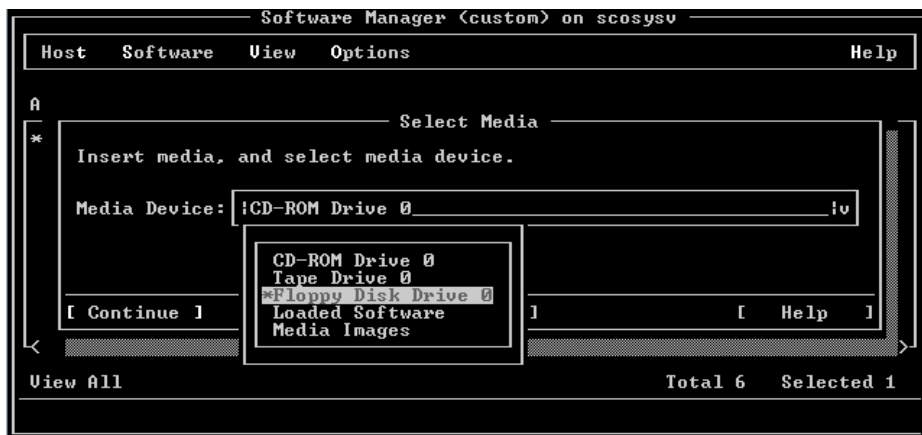 Software Manager (custom) on scosysv
Host Software View Options Help
A
Select Media
*
Insert media, and select media device.
Media Device: |CD-ROM Drive 0 |v
CD-ROM Drive 0
Tape Drive 0
*Floppy Disk Drive 0
Loaded Software
Media Images
[ Continue ] ] [ Help ]
< >
View All Total 6 Selected 1